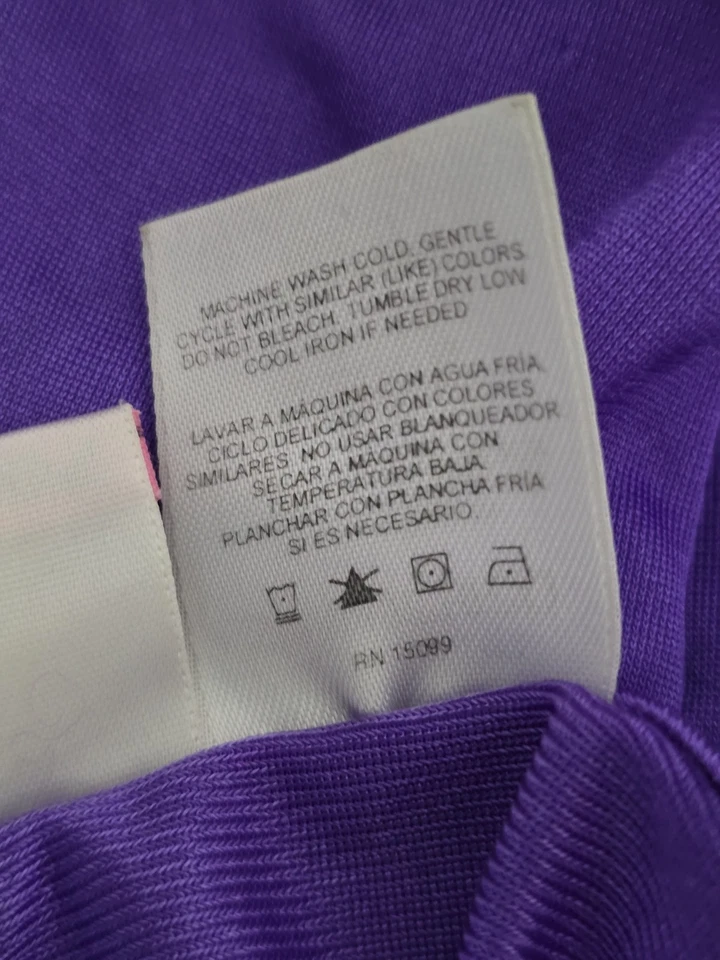 MACHINE WASH COLD. GENTLE
CYCLE WITH SIMILAR (LIKE) COLORS.
DO NOT BLEACH. TUMBLE DRY LOW
COOL IRON IF NEEDED
LAVAR A MÁQUINA CON AGUA FRÍA,
CICLO DELICADO CON COLORES
SIMILARES. NO USAR BLANQUEADOR.
SECAR A MÁQUINA CON
TEMPERATURA BAJA.
PLANCHAR CON PLANCHA FRÍA
SI ES NECESARIO.
RN 15099